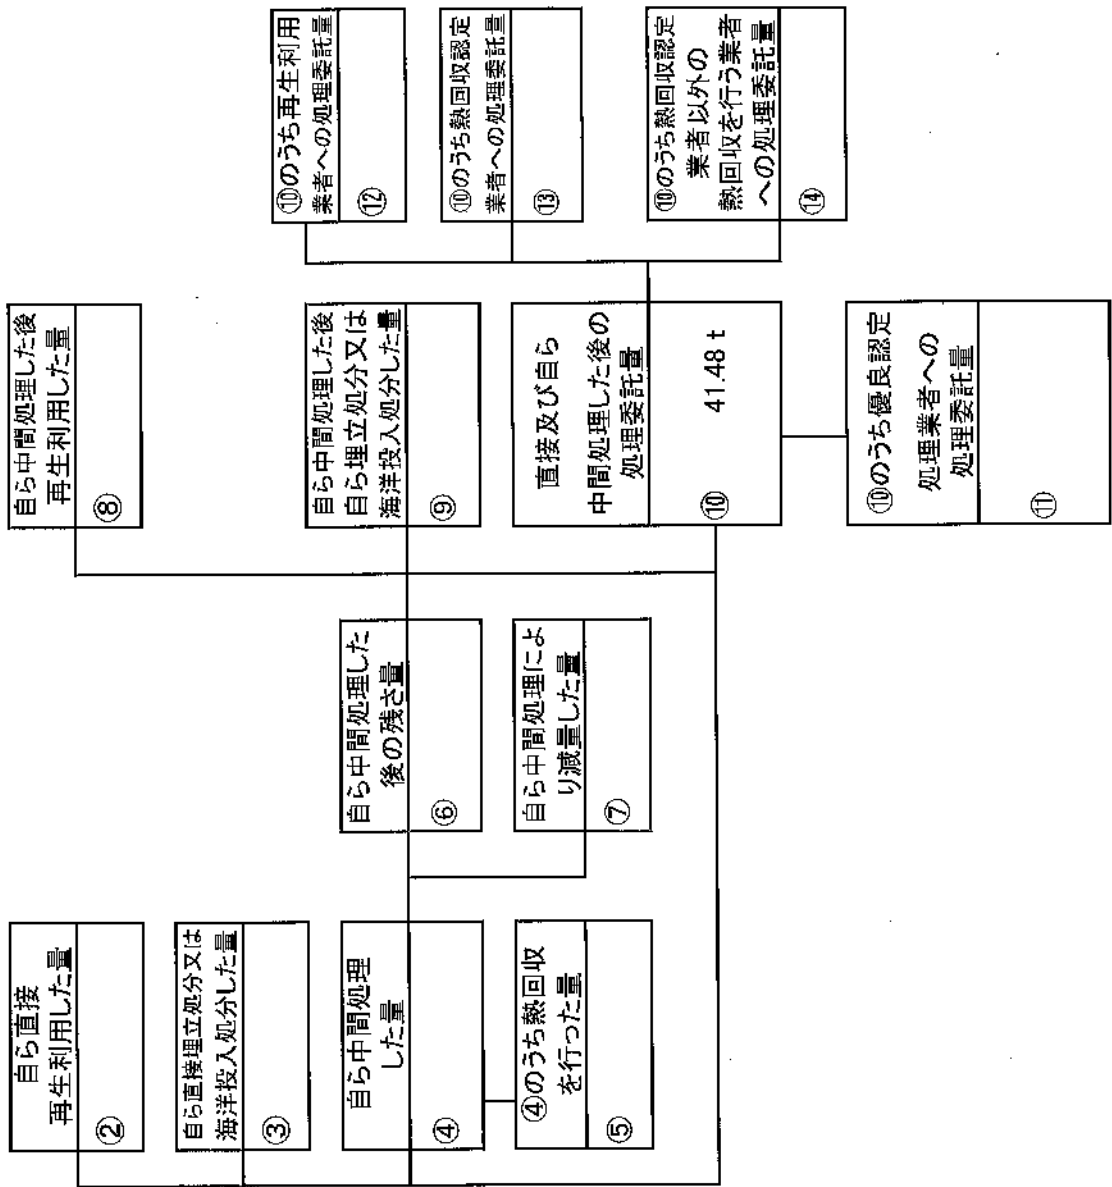 自ら直接
再生利用した量
②
自ら直接埋立処分又は
海洋投入処分した量
③
自ら中間処理
した量
④
④のうち熱回収
を行った量
⑤
自ら中間処理した
後の残さ量
⑥
自ら中間処理によ
り減量した量
⑦
自ら中間処理した後
再生利用した量
⑧
自ら中間処理した後
自ら埋立処分又は
海洋投入処分した量
⑨
直接及び自ら
中間処理した後の
処理委託量
⑩
41.48 t
⑩のうち優良認定
処理業者への
処理委託量
⑪
⑩のうち再生利用
業者への処理委託量
⑫
⑩のうち熱回収認定
業者への処理委託量
⑬
⑩のうち熱回収認定
業者以外の
熱回収を行う業者
への処理委託量
⑭